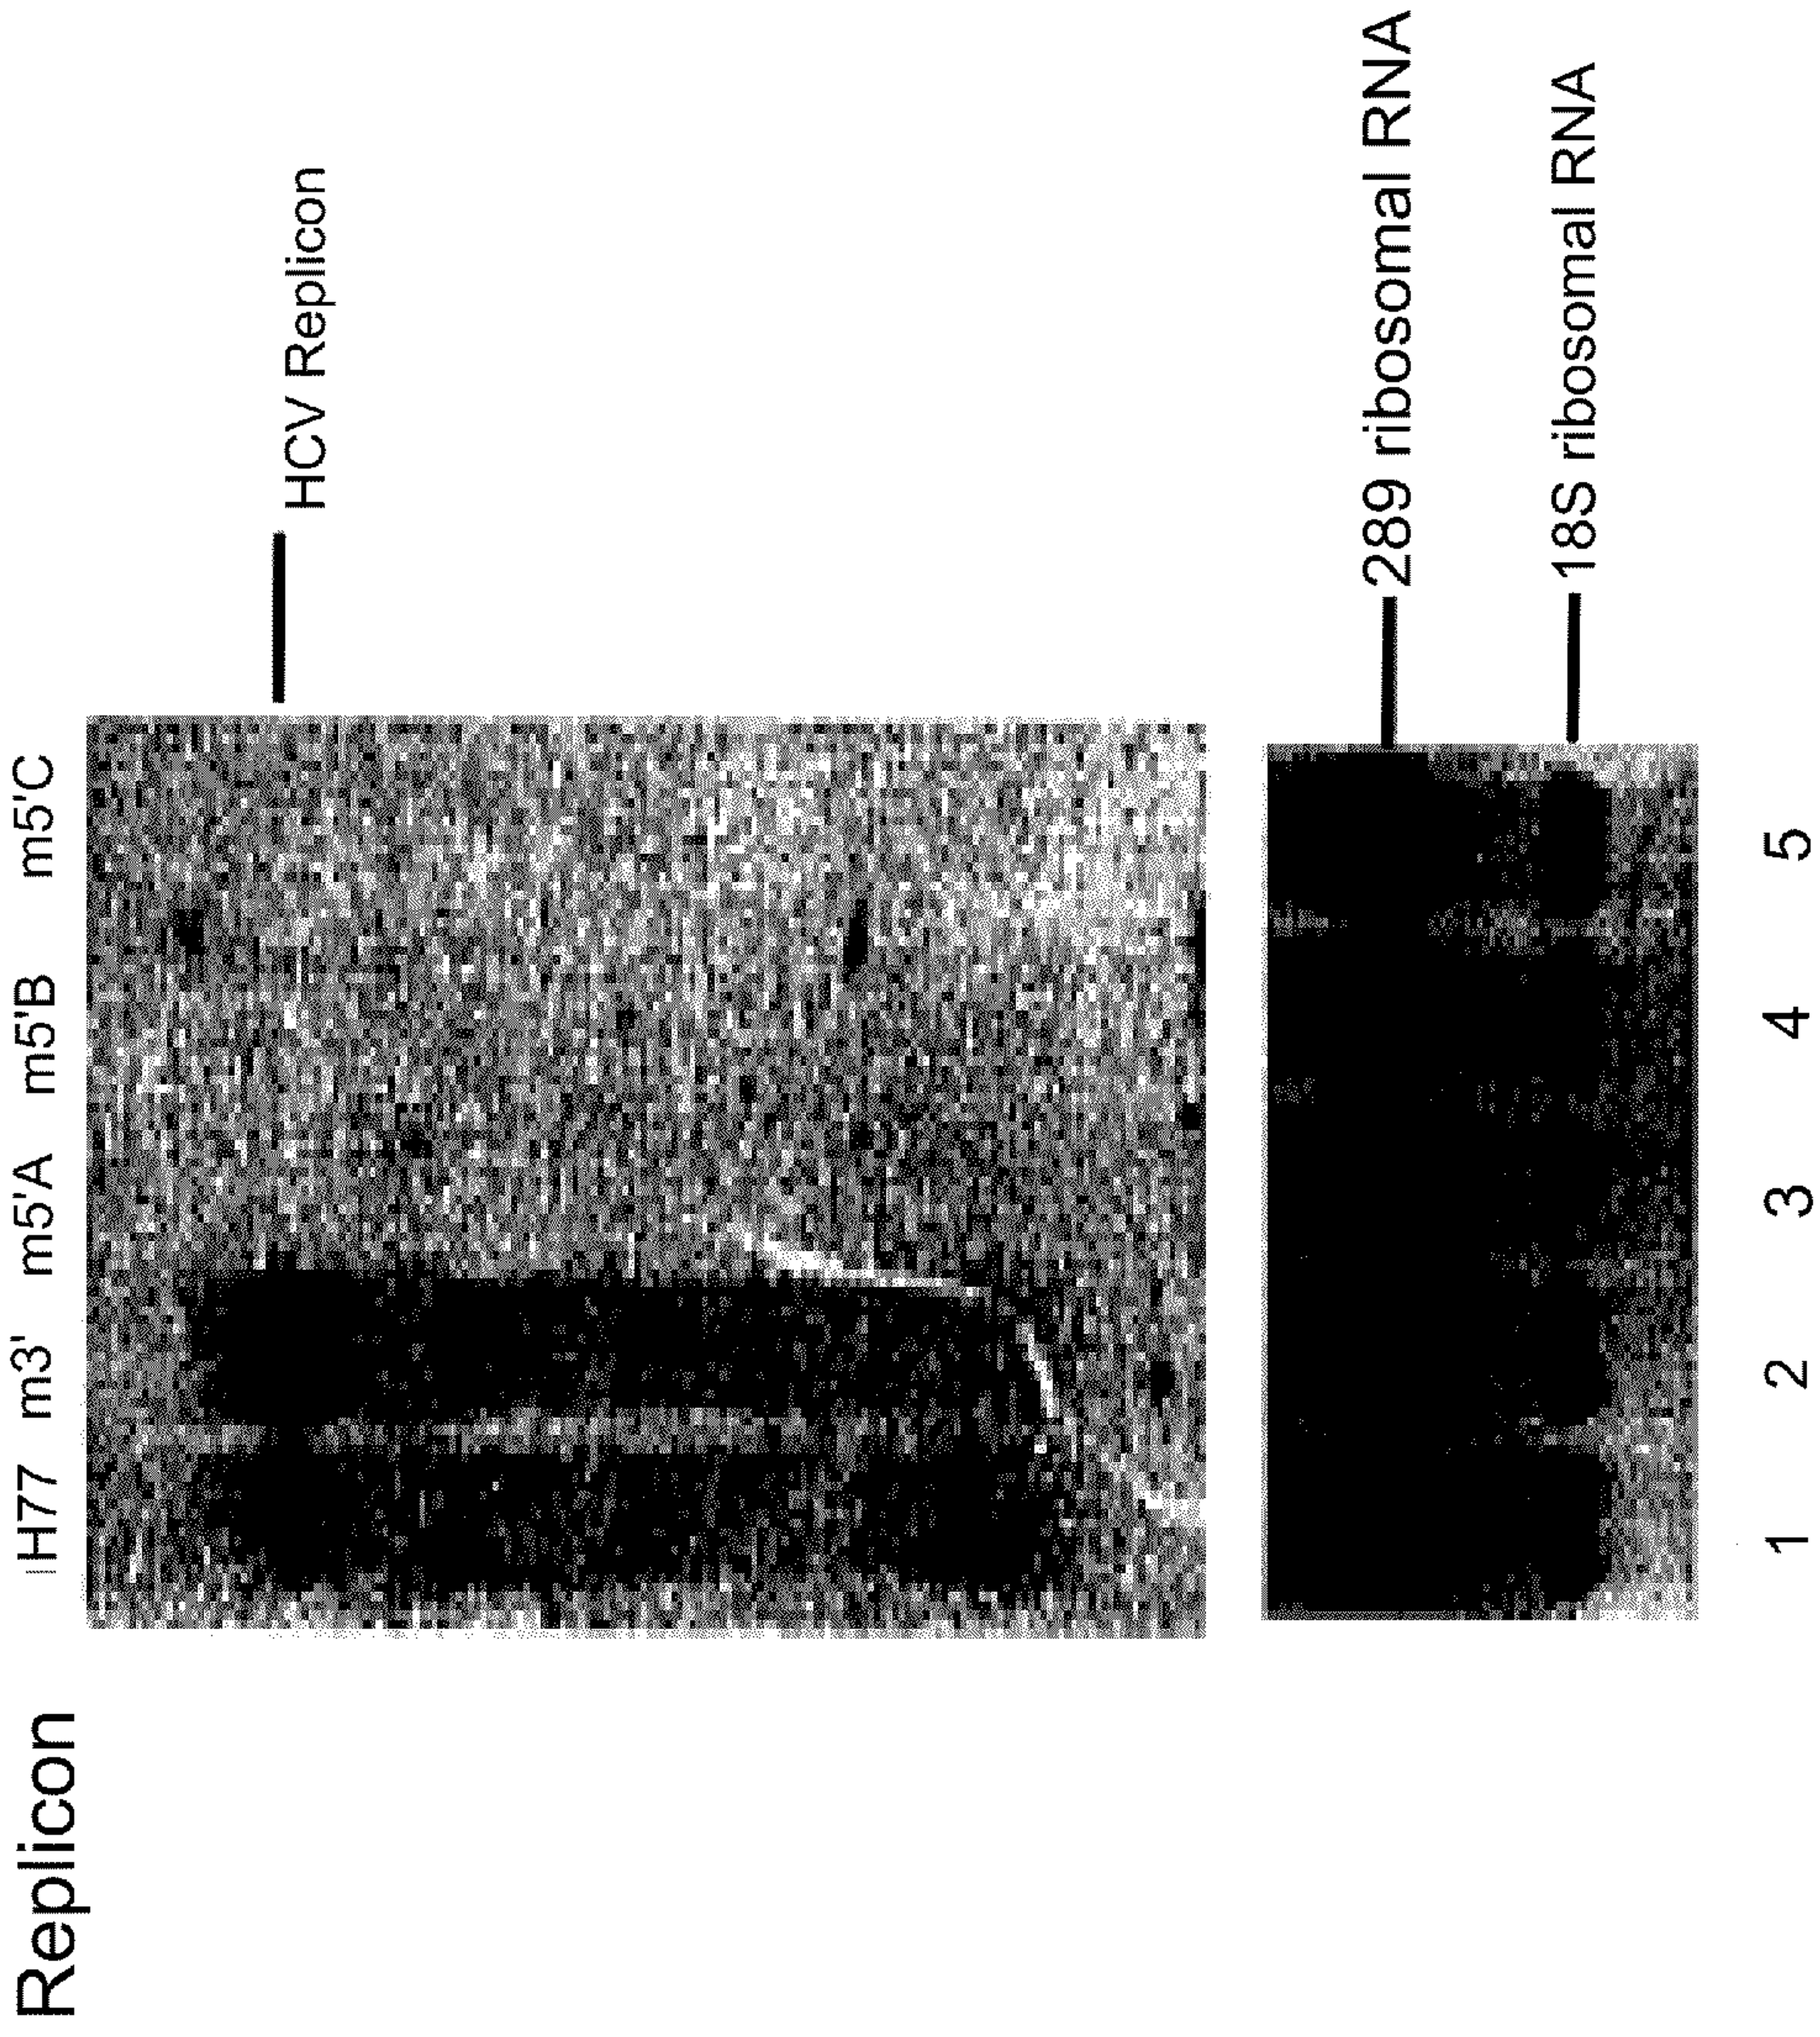 Replicon H77 m3' m5'A m5'B m5'C
HCV Replicon
289 ribosomal RNA
18S ribosomal RNA
1 2 3 4 5